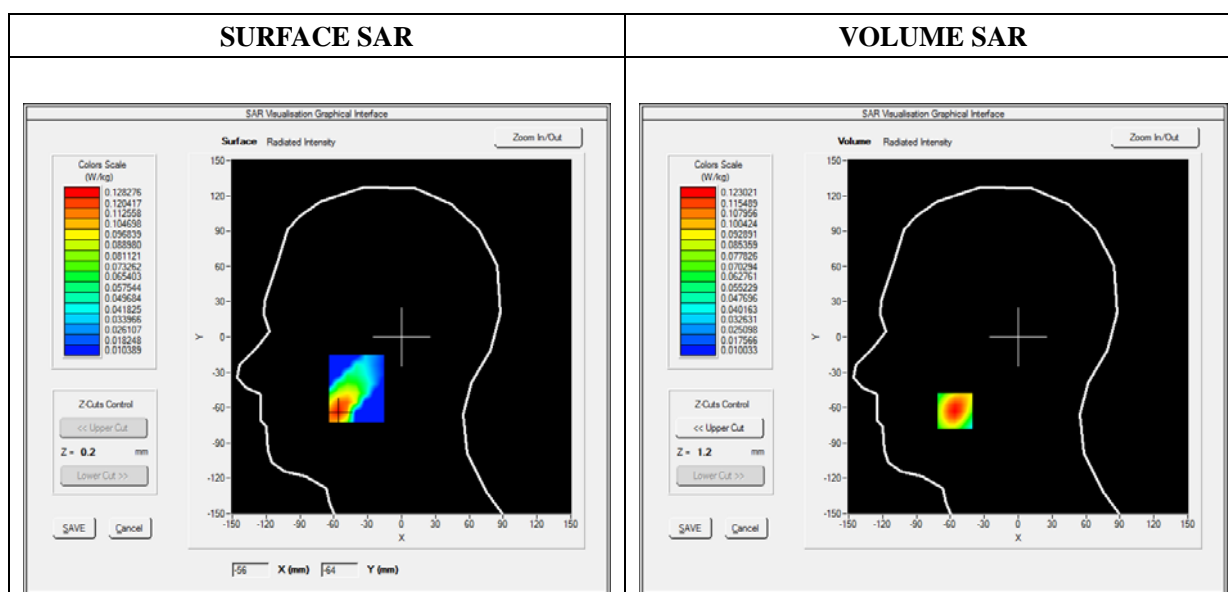 SURFACE SAR
VOLUME SAR
SAR Visualisation Graphical Interface
Surface Radiated Intensity
Zoom In/Out
Colors Scale
(W/kg)
0.128276
0.120417
0.112558
0.104698
0.096839
0.088980
0.081121
0.073262
0.065403
0.057544
0.049684
0.041825
0.033966
0.026107
0.018248
0.010389
Z-Cuts Control
<< Upper Cut
Z = 0.2 mm
Lower Cut >>
SAVE Cancel
150
120
90
60
30
0
-30
-60
-90
-120
-150
Y
-150 -120 -90 -60 -30 0 30 60 90 120 150
X
-56 X (mm) -64 Y (mm)
SAR Visualisation Graphical Interface
Volume Radiated Intensity
Zoom In/Out
Colors Scale
(W/kg)
0.123021
0.115489
0.107956
0.100424
0.092891
0.085359
0.077826
0.070294
0.062761
0.055229
0.047696
0.040163
0.032631
0.025098
0.017566
0.010033
Z-Cuts Control
<< Upper Cut
Z = 1.2 mm
Lower Cut >>
SAVE Cancel
150
120
90
60
30
0
-30
-60
-90
-120
-150
Y
-150 -120 -90 -60 -30 0 30 60 90 120 150
X